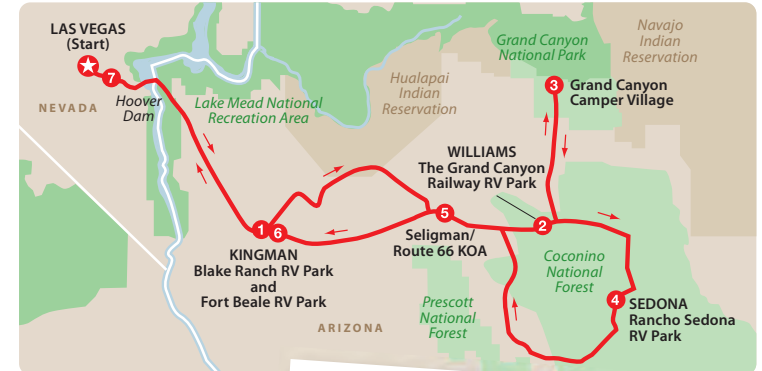 LAS VEGAS
(Start)
7
NEVADA
Hoover
Dam
Lake Mead National
Recreation Area
Hualapai
Indian
Reservation
Grand Canyon
National Park
Navajo
Indian
Reservation
3
Grand Canyon
Camper Village
WILLIAMS
The Grand Canyon
Railway RV Park
1
6
KINGMAN
Blake Ranch RV Park
and
Fort Beale RV Park
5
Seligman/
Route 66 KOA
2
Coconino
National
Forest
Prescott
National
Forest
4
SEDONA
Rancho Sedona
RV Park
ARIZONA